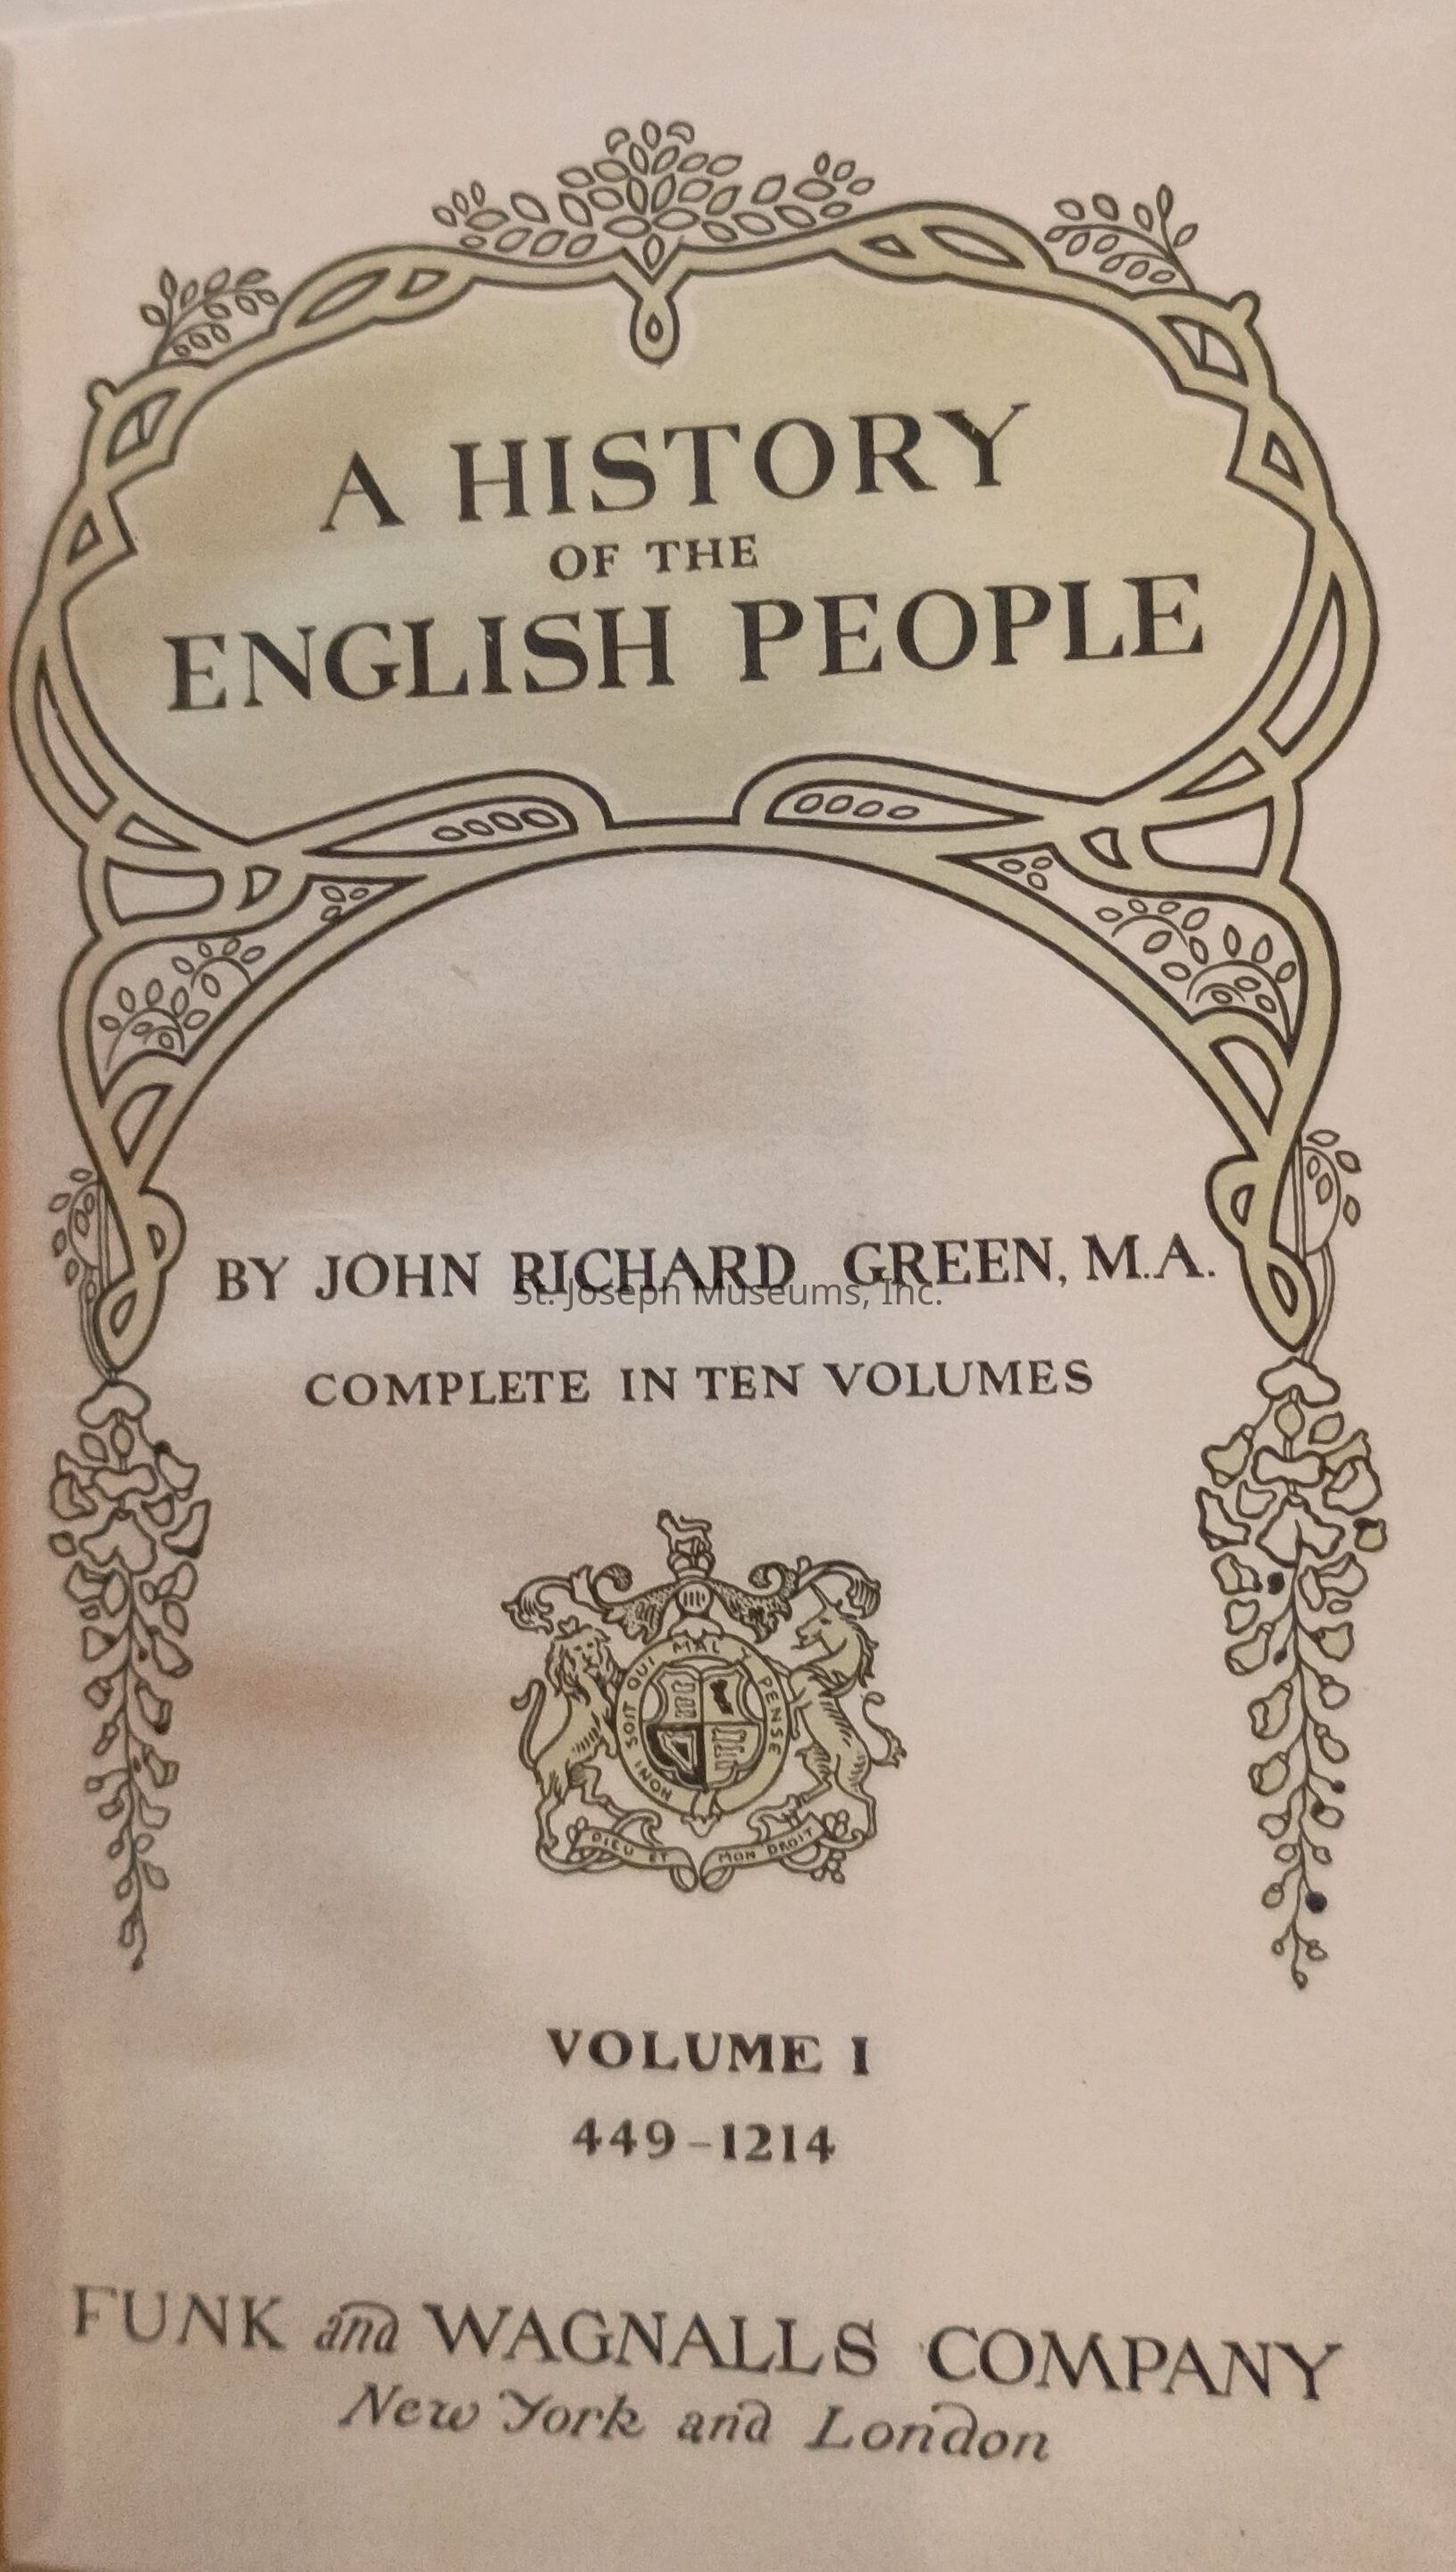 A HISTORY
OF THE
ENGLISH PEOPLE
BY JOHN RICHARD GREEN, M.A.
St. Joseph Museums, Inc.
COMPLETE IN TEN VOLUMES
HONI SOIT QUI MAL Y PENSE
DIEU ET MON DROIT
VOLUME I
449-1214
FUNK and WAGNALLS COMPANY
New York and London